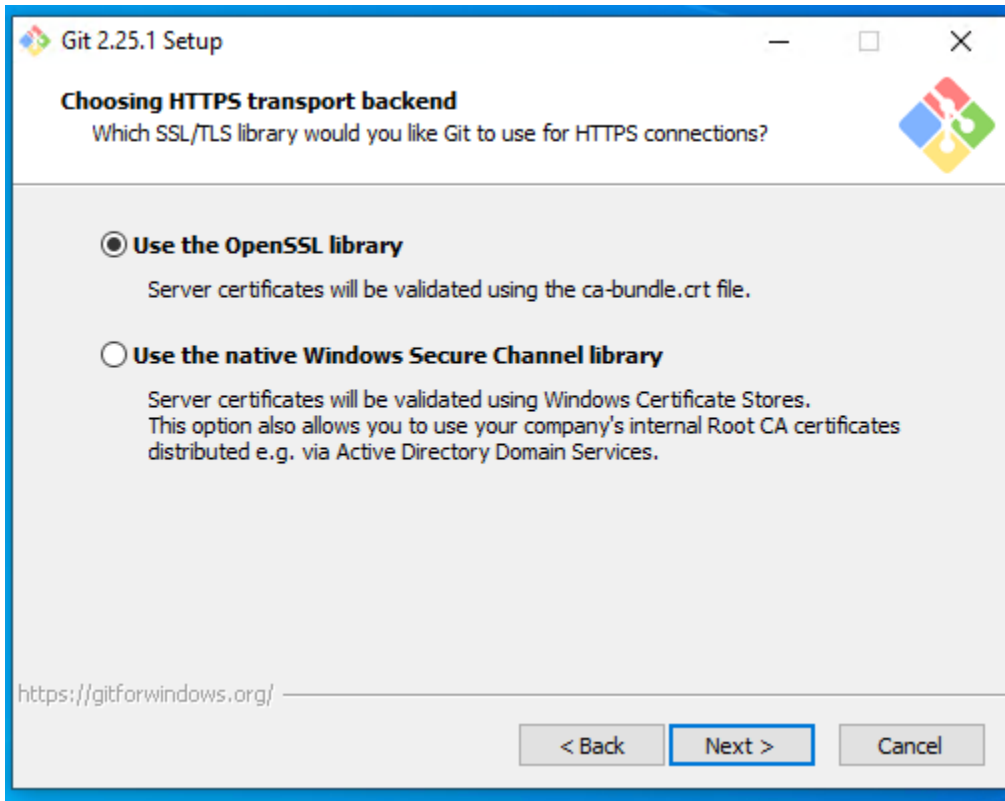 Git 2.25.1 Setup
Choosing HTTPS transport backend
Which SSL/TLS library would you like Git to use for HTTPS connections?
Use the OpenSSL library
Server certificates will be validated using the ca-bundle.crt file.
Use the native Windows Secure Channel library
Server certificates will be validated using Windows Certificate Stores.
This option also allows you to use your company's internal Root CA certificates
distributed e.g. via Active Directory Domain Services.
https://gitforwindows.org/
< Back Next > Cancel